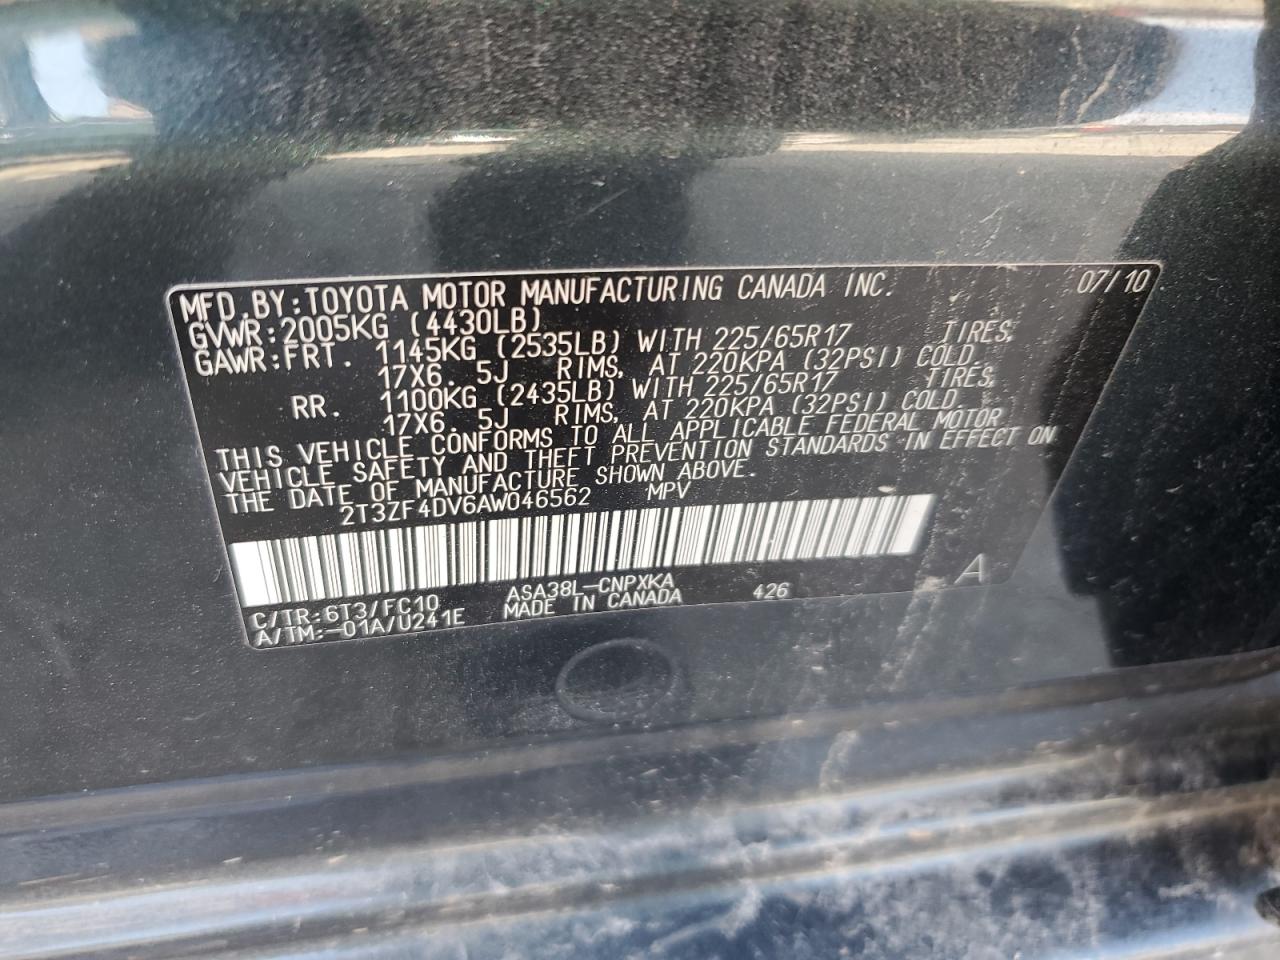 MFD.BY:TOYOTA MOTOR MANUFACTURING CANADA INC. 07/10
GVWR:2005KG (4430LB)
GAWR:FRT. 1145KG (2535LB) WITH 225/65R17 TIRES,
17X6.5J RIMS, AT 220KPA (32PSI) COLD
RR. 1100KG (2435LB) WITH 225/65R17 TIRES,
17X6.5J RIMS, AT 220KPA (32PSI) COLD
THIS VEHICLE CONFORMS TO ALL APPLICABLE FEDERAL MOTOR
VEHICLE SAFETY AND THEFT PREVENTION STANDARDS IN EFFECT ON
THE DATE OF MANUFACTURE SHOWN ABOVE.
2T3ZF4DV6AW046562 MPV
C/TR:6T3/FC10 ASA38L-CNPXKA 426 A
A/TM:-01A/U241E MADE IN CANADA